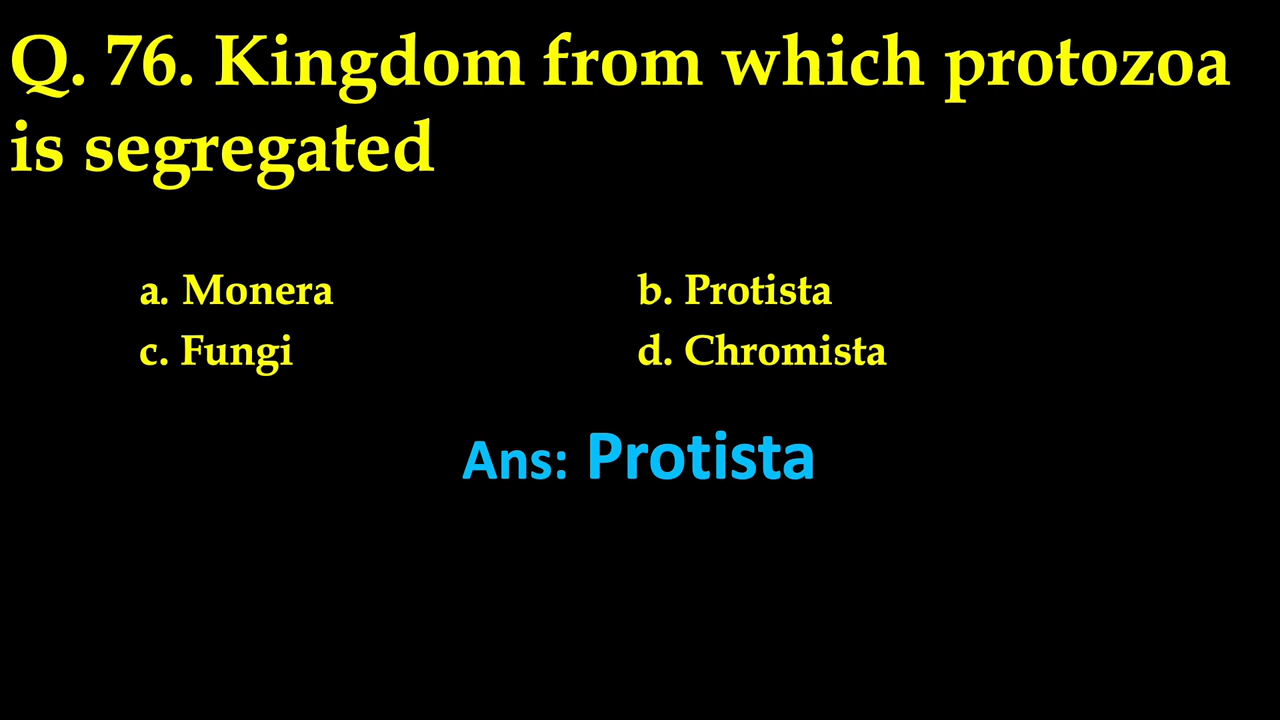 Q. 76. Kingdom from which protozoa
is segregated
a. Monera b. Protista
c. Fungi d. Chromista
Ans: Protista